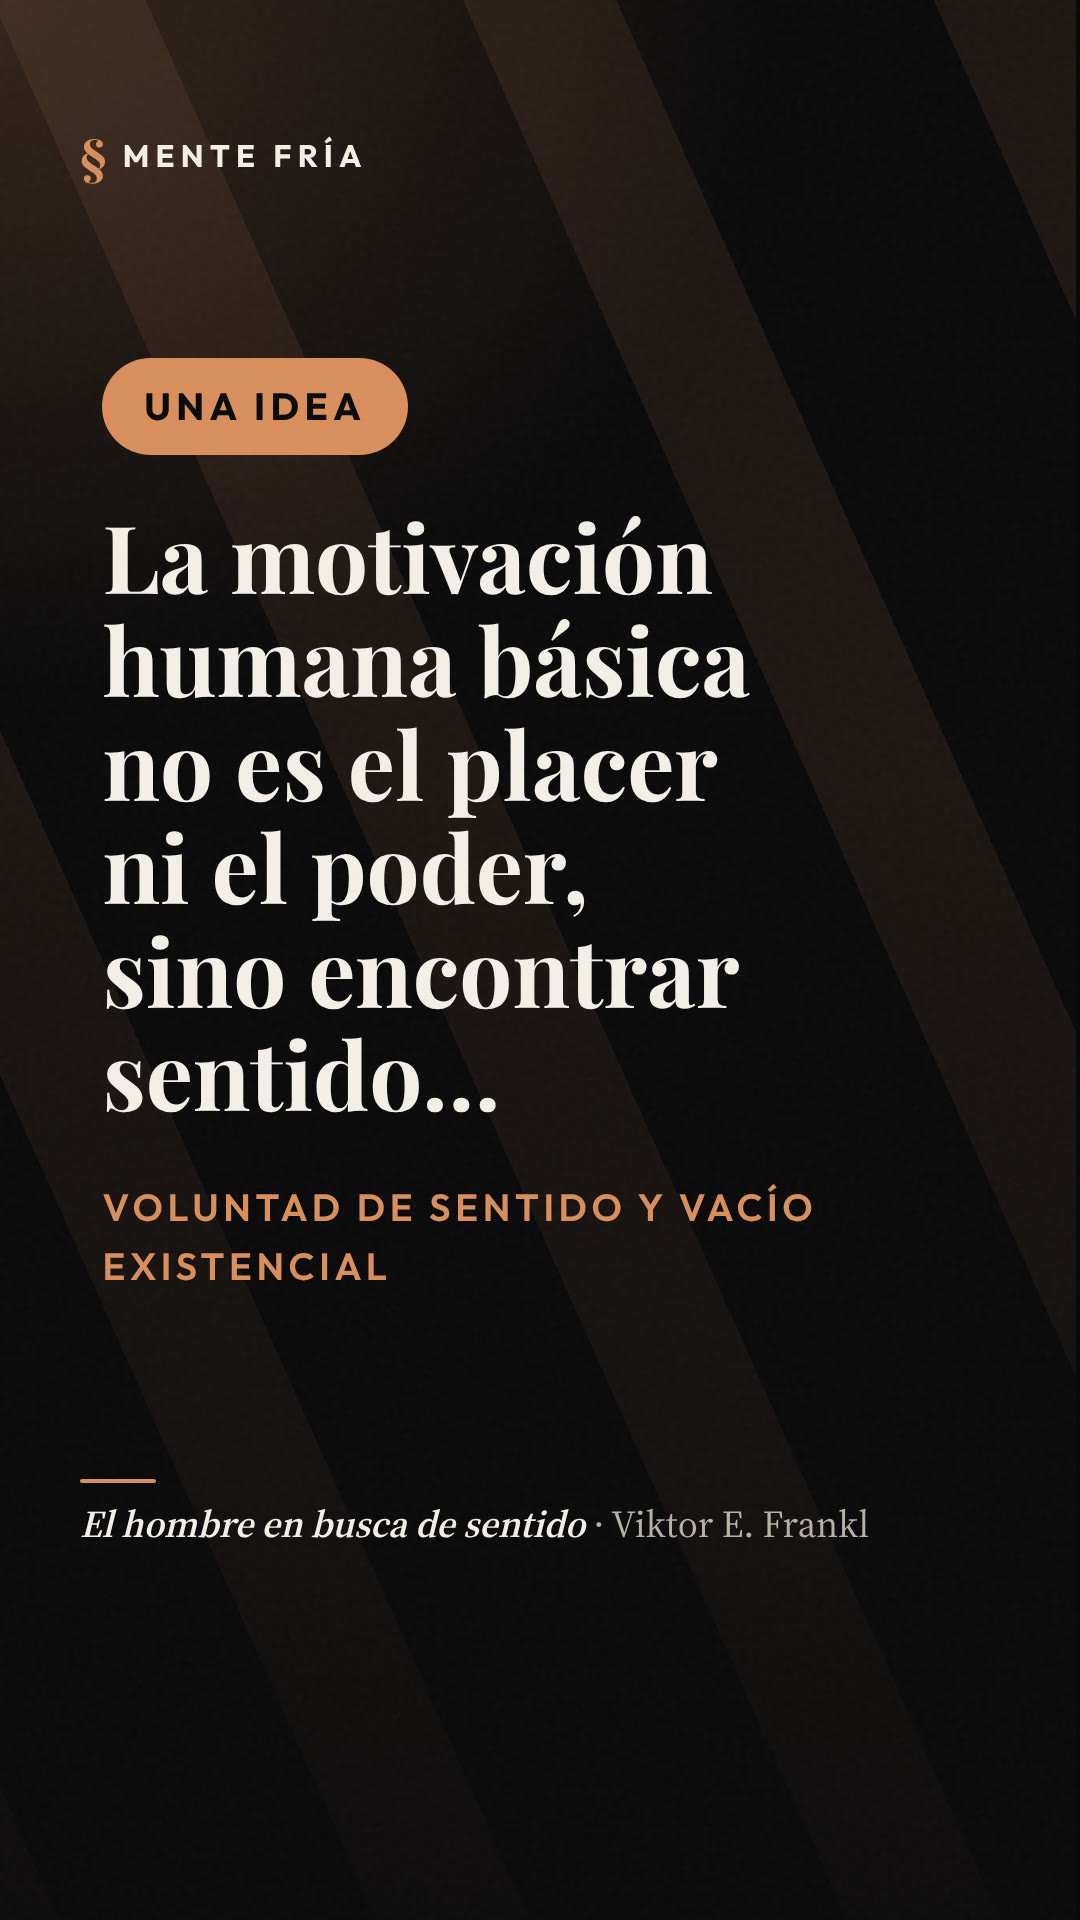 § MENTE FRÍA
UNA IDEA
La motivación
humana básica
no es el placer
ni el poder,
sino encontrar
sentido...
VOLUNTAD DE SENTIDO Y VACÍO
EXISTENCIAL
El hombre en busca de sentido · Viktor E. Frankl